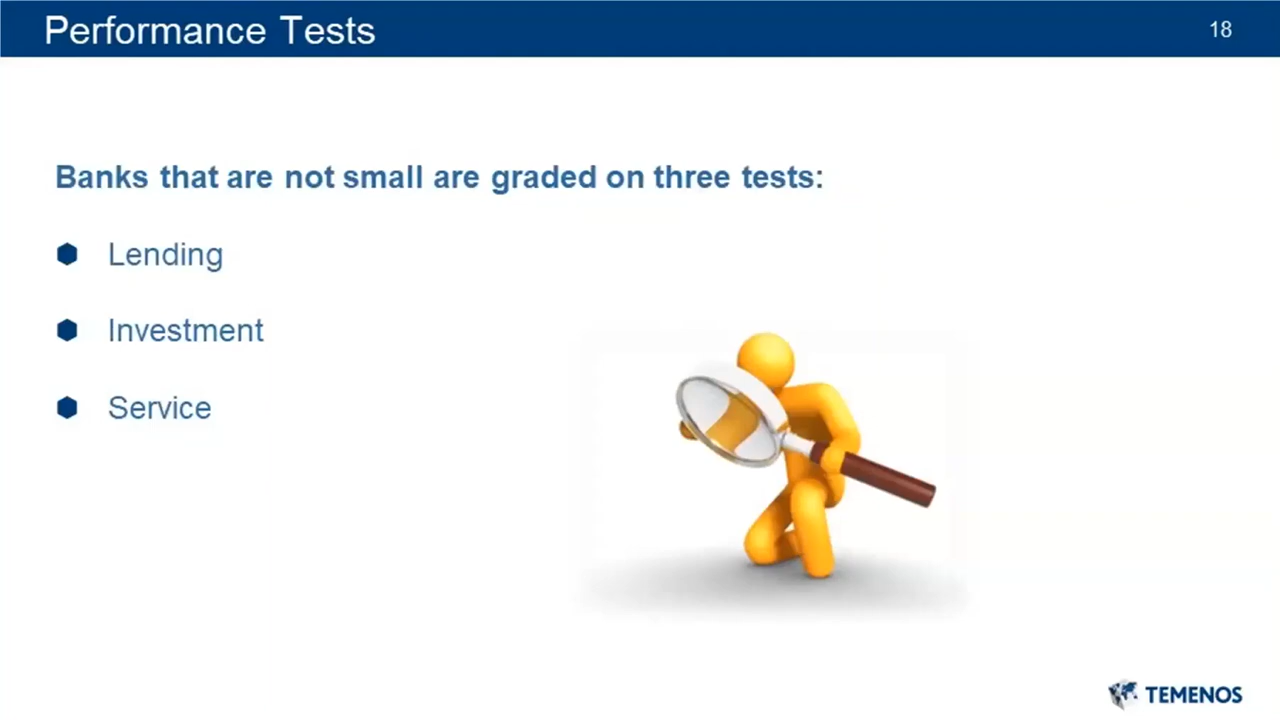 Performance Tests
18
Banks that are not small are graded on three tests:
Lending
Investment
Service
TEMENOS